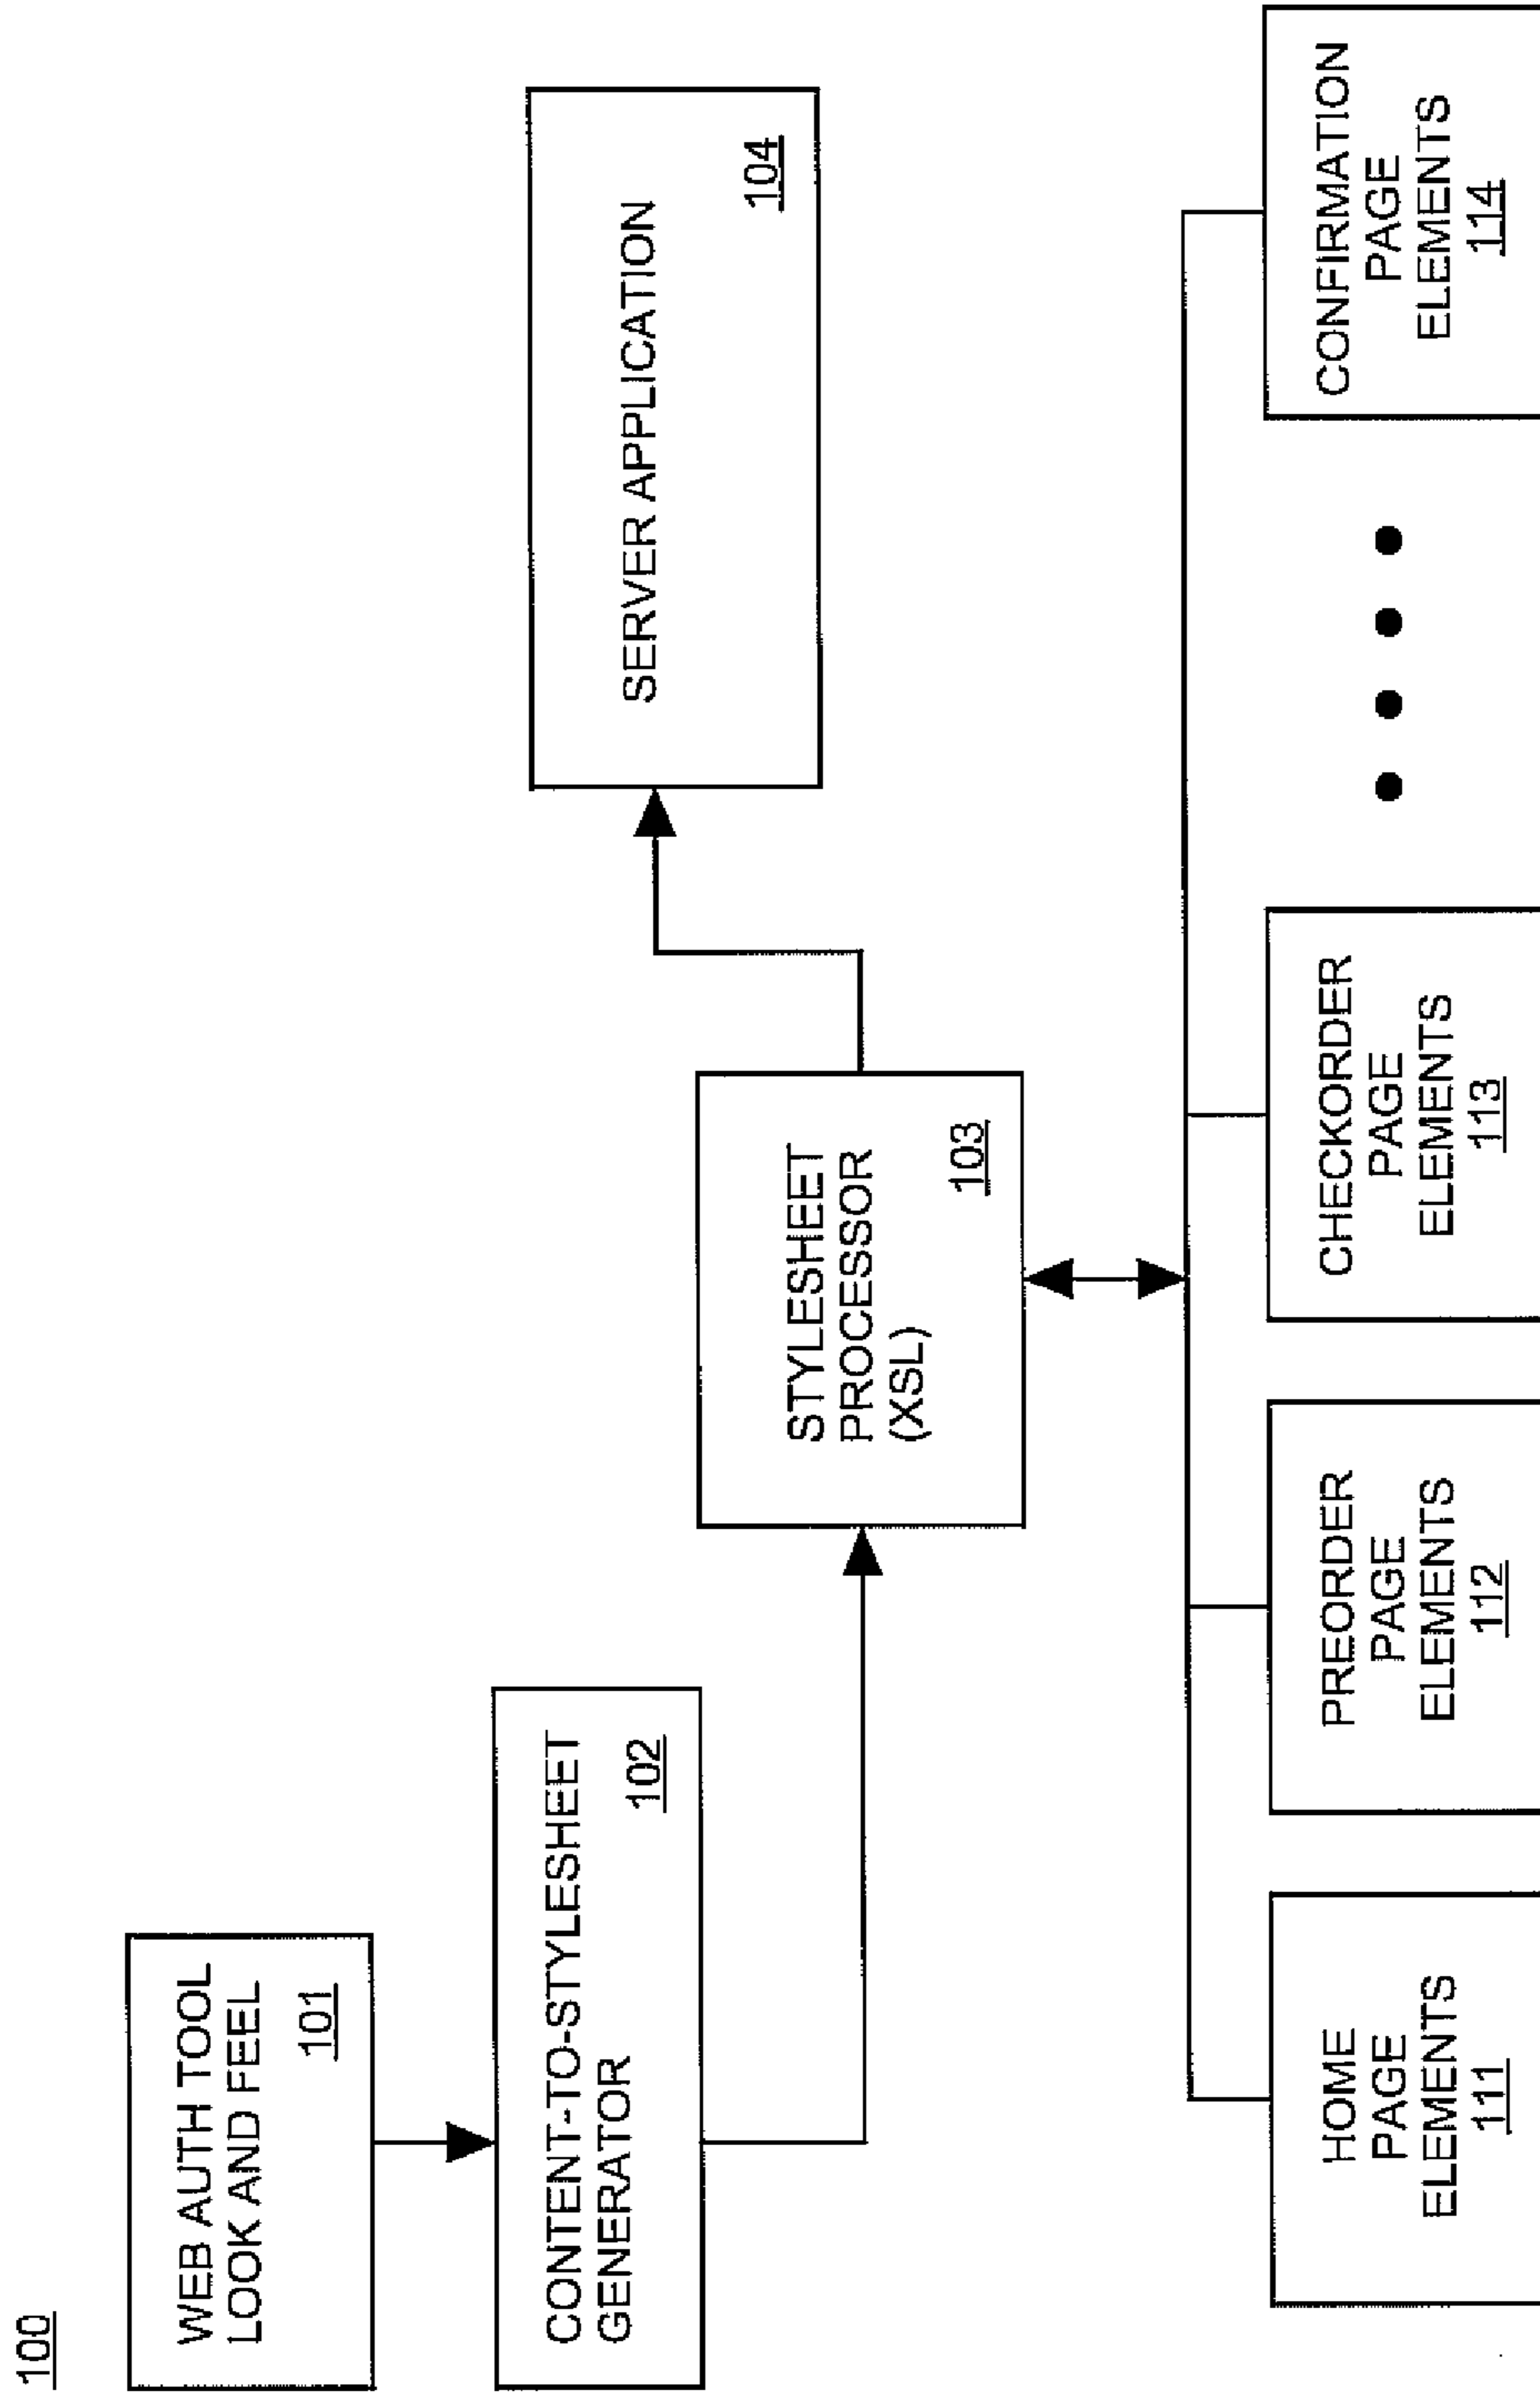 100
WEB AUTH TOOL
LOOK AND FEEL
101
CONTENT-TO-STYLESHEET
GENERATOR
102
STYLESHEET
PROCESSOR
(XSL)
103
SERVER APPLICATION
104
HOME
PAGE
ELEMENTS
111
PREORDER
PAGE
ELEMENTS
112
CHECKORDER
PAGE
ELEMENTS
113
CONFIRMATION
PAGE
ELEMENTS
114